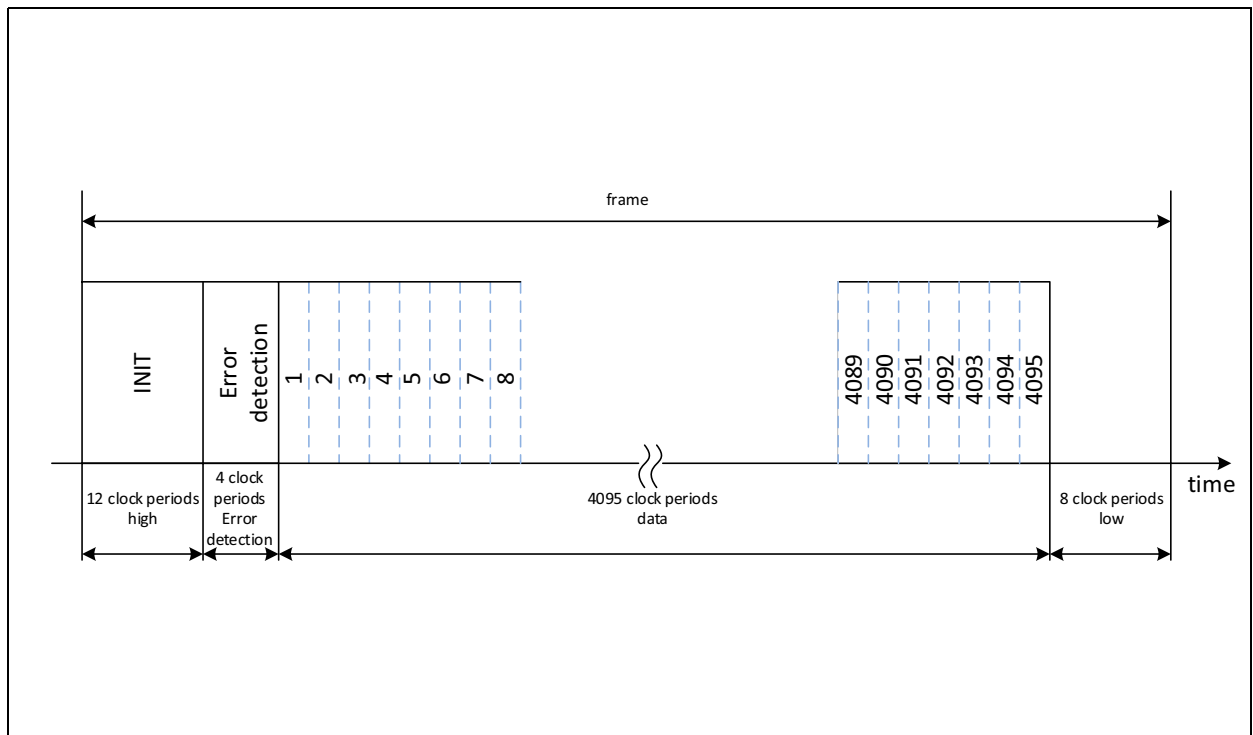 frame
INIT
Error
detection
1
2
3
4
5
6
7
8
4089
4090
4091
4092
4093
4094
4095
time
12 clock periods
high
4 clock
periods
Error
detection
4095 clock periods
data
8 clock periods
low